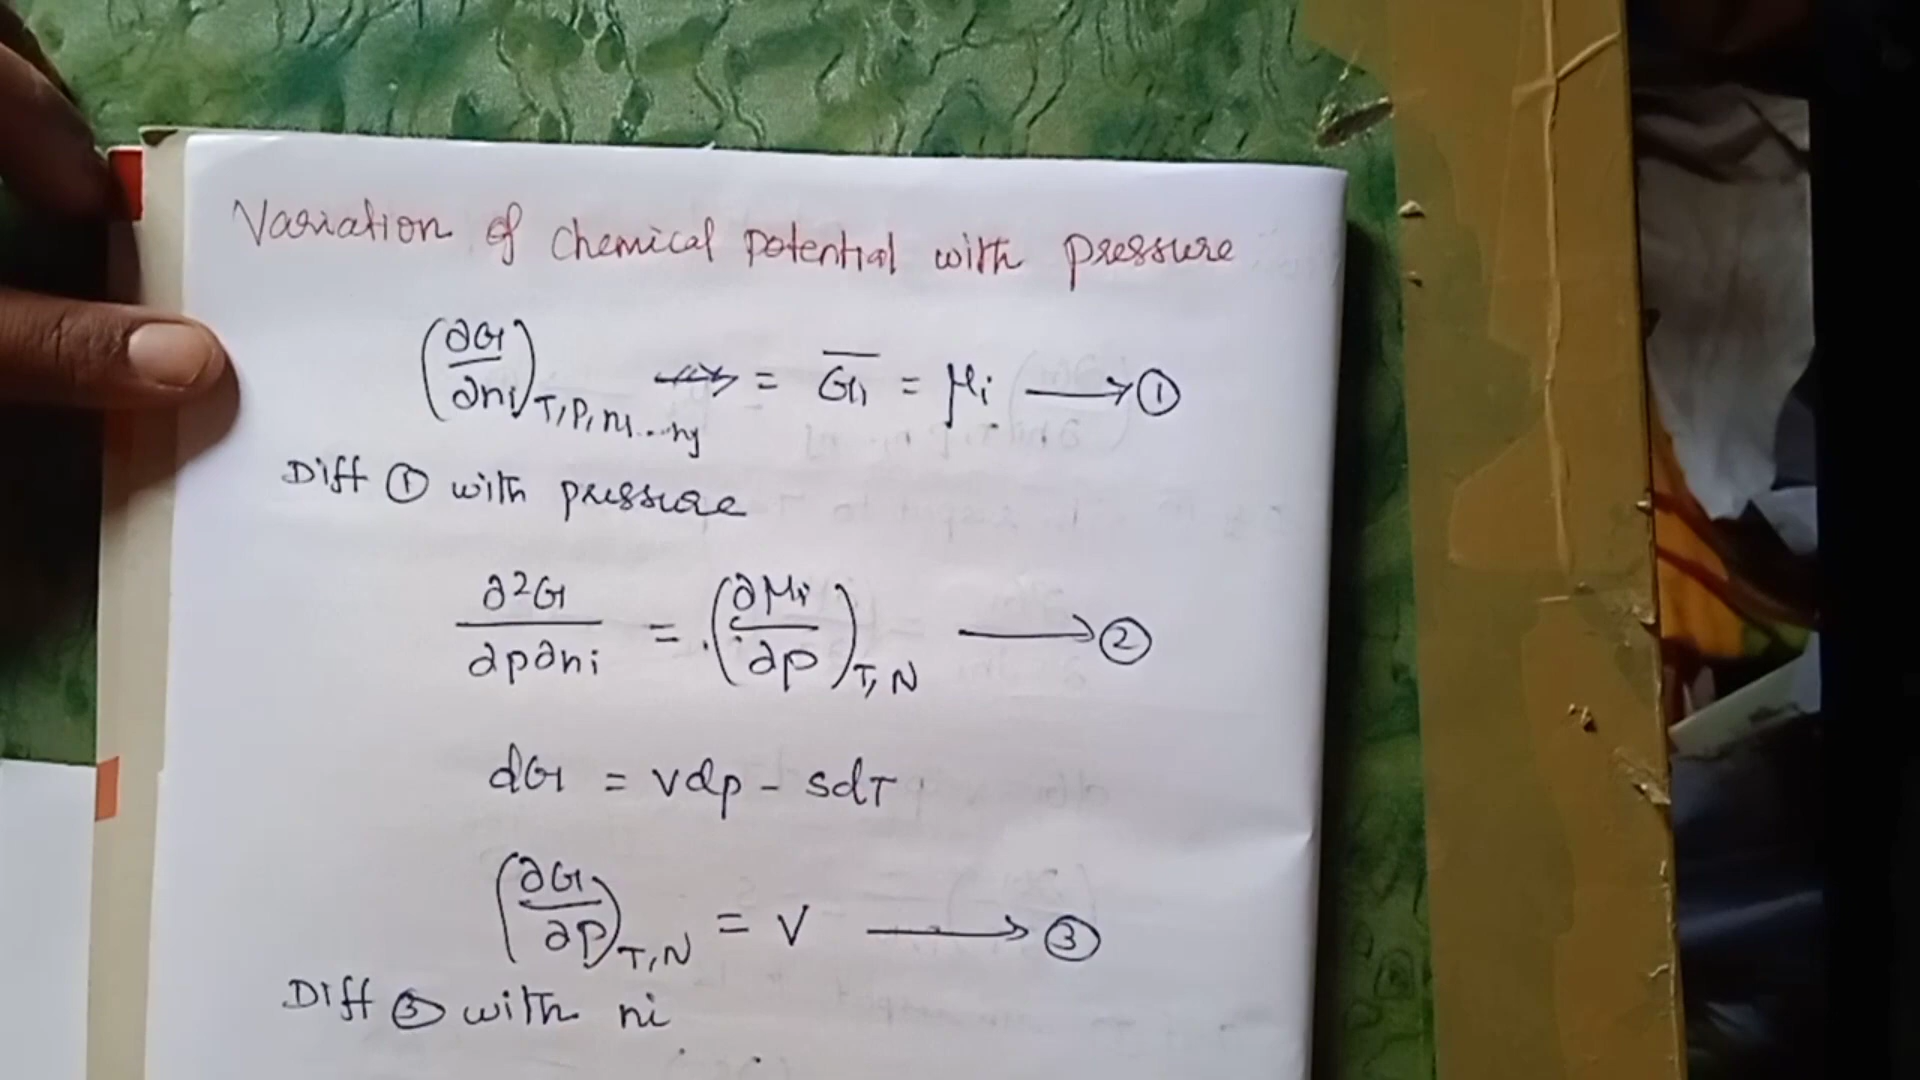 Variation of chemical potential with pressure
(∂G/∂ni)T,P,n1...nj = G̅i = μi ⟶ ①
Diff ① with pressure
∂2G/∂p∂ni = (∂μi/∂p)T,N ⟶ ②
dG = vdp - sdT
(∂G/∂P)T,N = V ⟶ ③
Diff ③ with ni